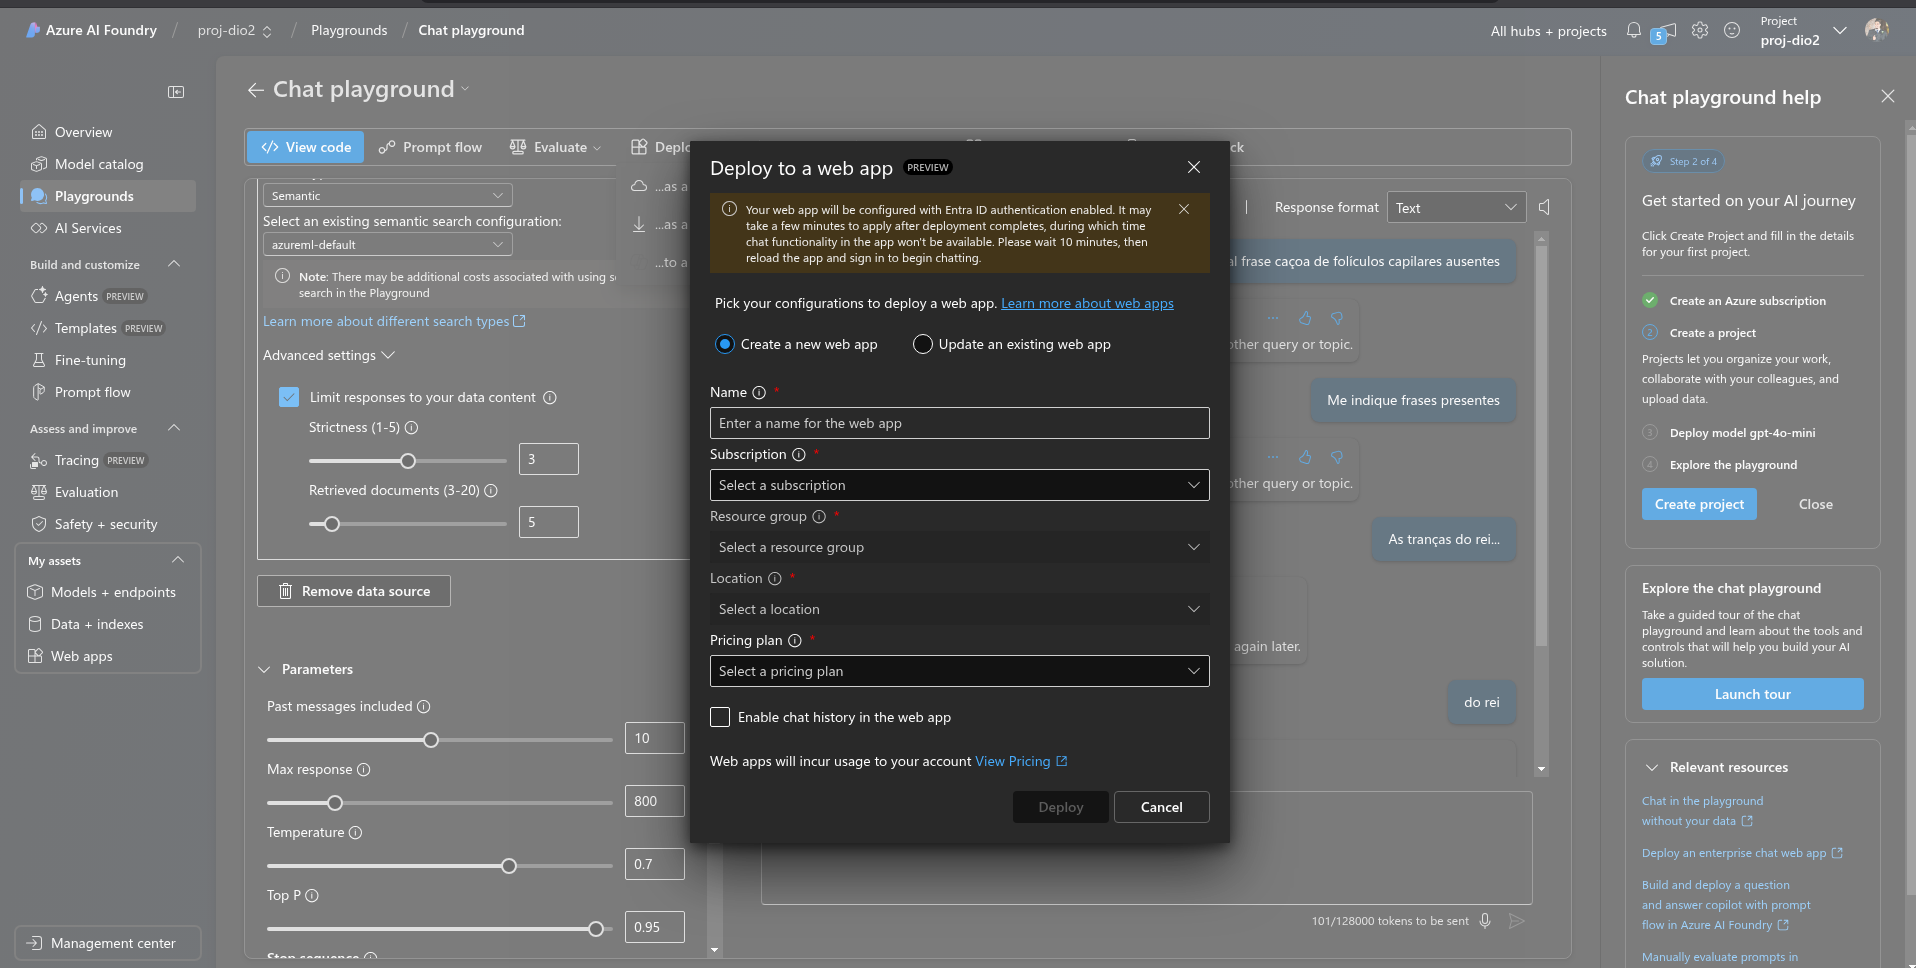 Azure AI Foundry / proj-dio2 / Playgrounds / Chat playground
All hubs + projects
5
Project
proj-dio2
Overview
Model catalog
Playgrounds
AI Services
Build and customize
Agents PREVIEW
Templates PREVIEW
Fine-tuning
Prompt flow
Assess and improve
Tracing PREVIEW
Evaluation
Safety + security
My assets
Models + endpoints
Data + indexes
Web apps
Management center
Chat playground
View code
Prompt flow
Evaluate
...as a
...as a
...to a
Semantic
Select an existing semantic search configuration:
azureml-default
Note: There may be additional costs associated with using
search in the Playground
Learn more about different search types
Advanced settings
Limit responses to your data content
Strictness (1-5)
3
Retrieved documents (3-20)
5
Remove data source
Parameters
Past messages included
10
Max response
800
Temperature
0.7
Top P
0.95
Stop sequence
Deploy to a web app PREVIEW
Your web app will be configured with Entra ID authentication enabled. It may
take a few minutes to apply after deployment completes, during which time
chat functionality in the app won't be available. Please wait 10 minutes, then
reload the app and sign in to begin chatting.
Pick your configurations to deploy a web app. Learn more about web apps
Create a new web app
Update an existing web app
Name *
Enter a name for the web app
Subscription *
Select a subscription
Resource group *
Select a resource group
Location *
Select a location
Pricing plan *
Select a pricing plan
Enable chat history in the web app
Web apps will incur usage to your account View Pricing
Deploy
Cancel
Response format
Text
frase caçoa de folículos capilares ausentes
other query or topic.
Me indique frases presentes
other query or topic.
As tranças do rei...
again later.
do rei
101/128000 tokens to be sent
Chat playground help
Step 2 of 4
Get started on your AI journey
Click Create Project and fill in the details
for your first project.
Create an Azure subscription
2 Create a project
Projects let you organize your work,
collaborate with your colleagues, and
upload data.
3 Deploy model gpt-4o-mini
4 Explore the playground
Create project
Close
Explore the chat playground
Take a guided tour of the chat
playground and learn about the tools and
controls that will help you build your AI
solution.
Launch tour
Relevant resources
Chat in the playground
without your data
Deploy an enterprise chat web app
Build and deploy a question
and answer copilot with prompt
flow in Azure AI Foundry
Manually evaluate prompts in